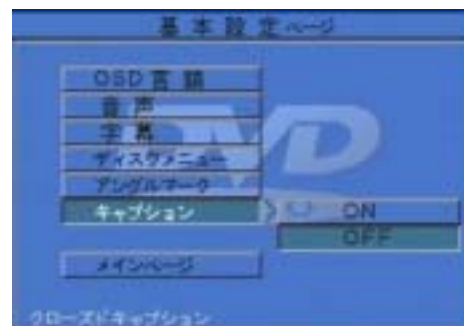 基本設定ページ
OSD言語
音声
字幕
ディスクメニュー
アングルマーク
キャプション
ON
OFF
メインページ
クローズドキャプション
DVD